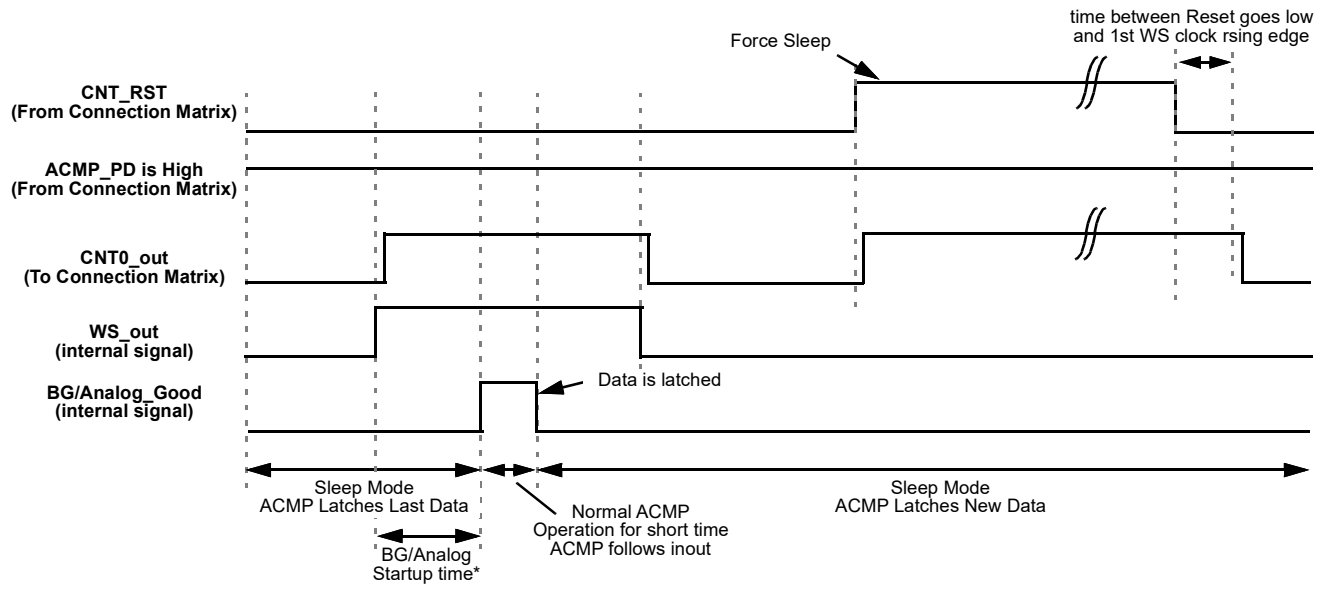 time between Reset goes low
and 1st WS clock rsing edge
Force Sleep
CNT_RST
(From Connection Matrix)
ACMP_PD is High
(From Connection Matrix)
CNT0_out
(To Connection Matrix)
WS_out
(internal signal)
BG/Analog_Good
(internal signal)
Data is latched
Sleep Mode
ACMP Latches Last Data
Normal ACMP
Operation for short time
ACMP follows inout
Sleep Mode
ACMP Latches New Data
BG/Analog
Startup time*